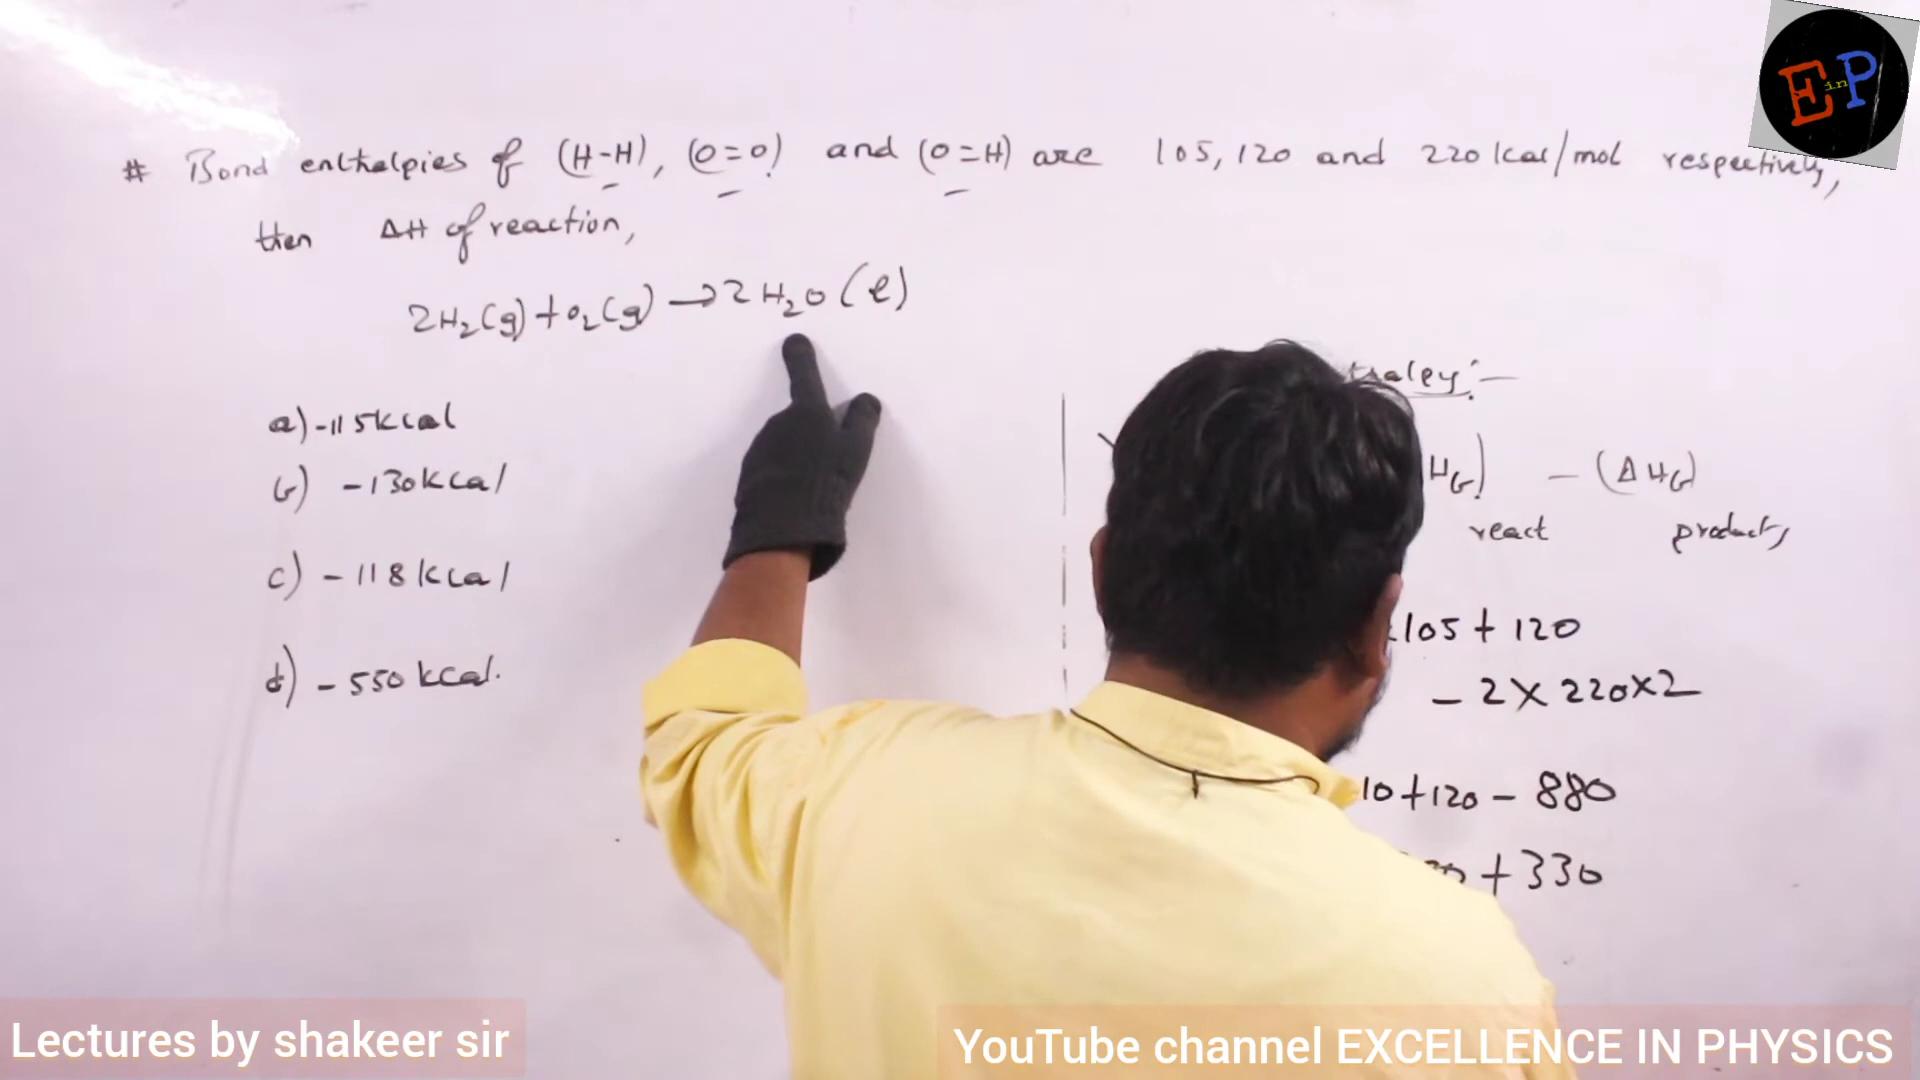 E in P
# Bond enthalpies of (H-H), (O=O) and (O=H) are 105, 120 and 220 kcal/mol respectively,
then ΔH of reaction,
2H₂(g) + O₂(g) → 2H₂O(l)
a) -115 kcal
b) -130 kcal
c) -118 kcal
d) -550 kcal.
react
- (ΔH
products
105 + 120
- 2 × 220 × 2
10 + 120 - 880
+ 330
Lectures by shakeer sir
YouTube channel EXCELLENCE IN PHYSICS